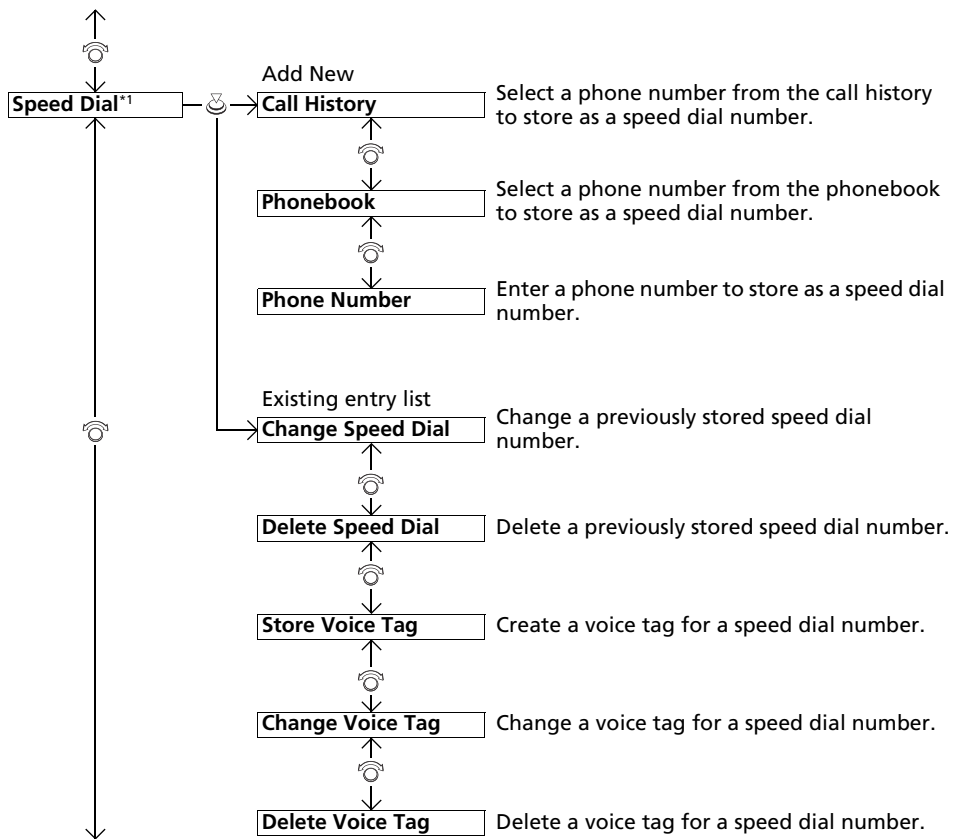 Add New
Speed Dial*1
Call History
Select a phone number from the call history
to store as a speed dial number.
Phonebook
Select a phone number from the phonebook
to store as a speed dial number.
Phone Number
Enter a phone number to store as a speed dial
number.
Existing entry list
Change Speed Dial
Change a previously stored speed dial
number.
Delete Speed Dial
Delete a previously stored speed dial number.
Store Voice Tag
Create a voice tag for a speed dial number.
Change Voice Tag
Change a voice tag for a speed dial number.
Delete Voice Tag
Delete a voice tag for a speed dial number.